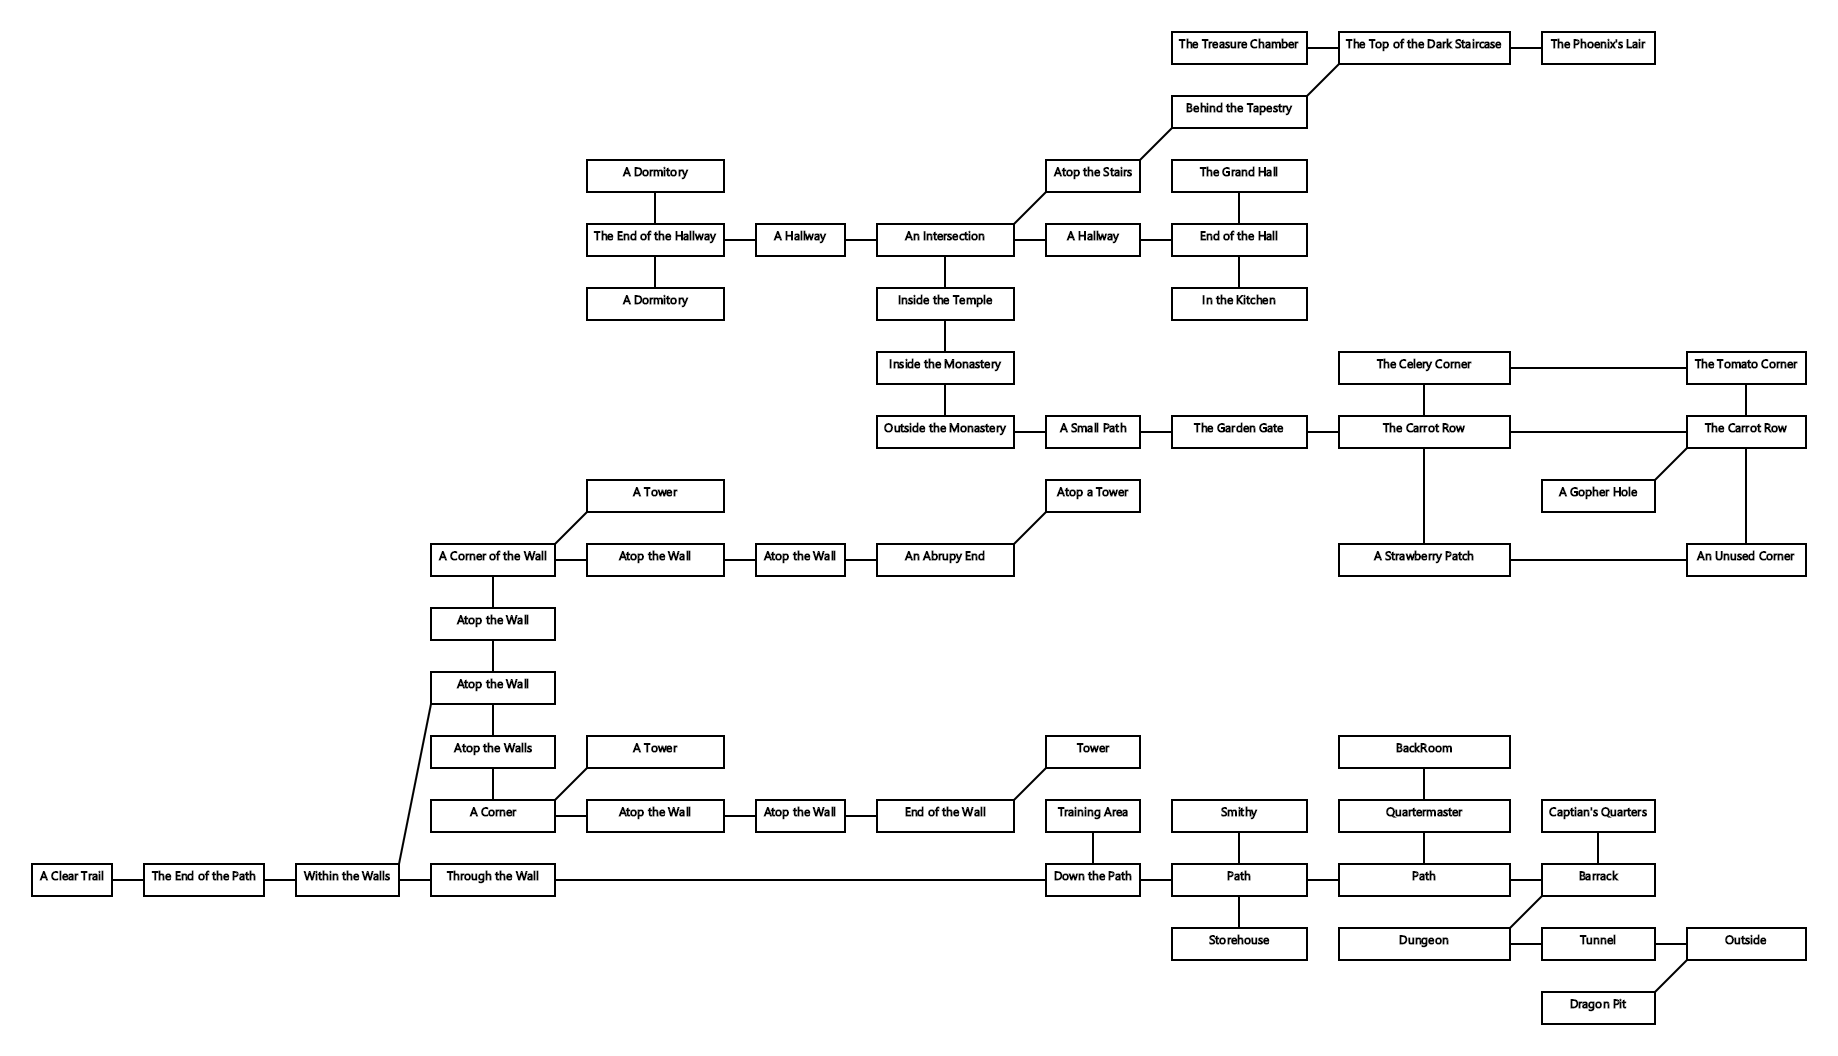 The Treasure Chamber
The Top of the Dark Staircase
The Phoenix's Lair
Behind the Tapestry
A Dormitory
Atop the Stairs
The Grand Hall
The End of the Hallway
A Hallway
An Intersection
A Hallway
End of the Hall
A Dormitory
Inside the Temple
In the Kitchen
Inside the Monastery
The Celery Corner
The Tomato Corner
Outside the Monastery
A Small Path
The Garden Gate
The Carrot Row
The Carrot Row
A Tower
Atop a Tower
A Gopher Hole
A Corner of the Wall
Atop the Wall
Atop the Wall
An Abrupy End
A Strawberry Patch
An Unused Corner
Atop the Wall
Atop the Wall
Atop the Walls
A Tower
Tower
BackRoom
A Corner
Atop the Wall
Atop the Wall
End of the Wall
Training Area
Smithy
Quartermaster
Captian's Quarters
A Clear Trail
The End of the Path
Within the Walls
Through the Wall
Down the Path
Path
Path
Barrack
Storehouse
Dungeon
Tunnel
Outside
Dragon Pit